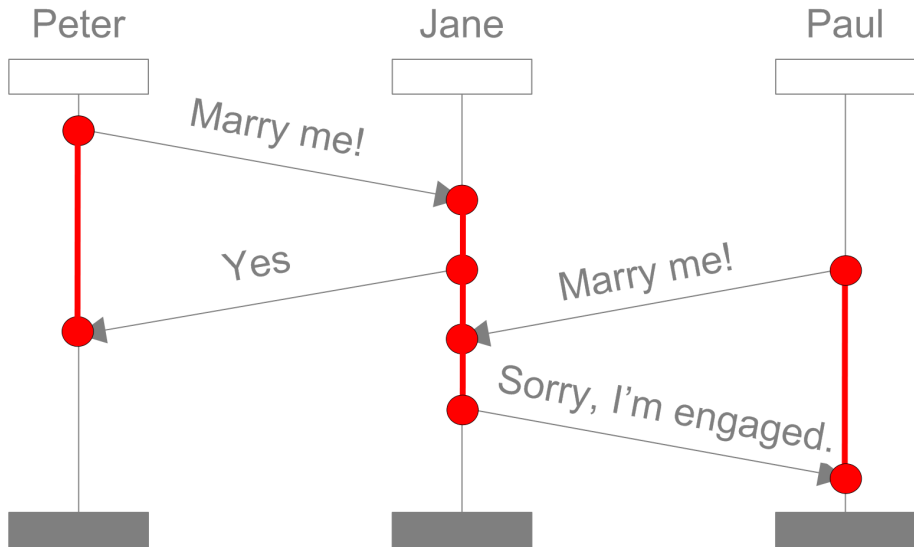 Peter
Jane
Paul
Marry me!
Yes
Marry me!
Sorry, I’m engaged.